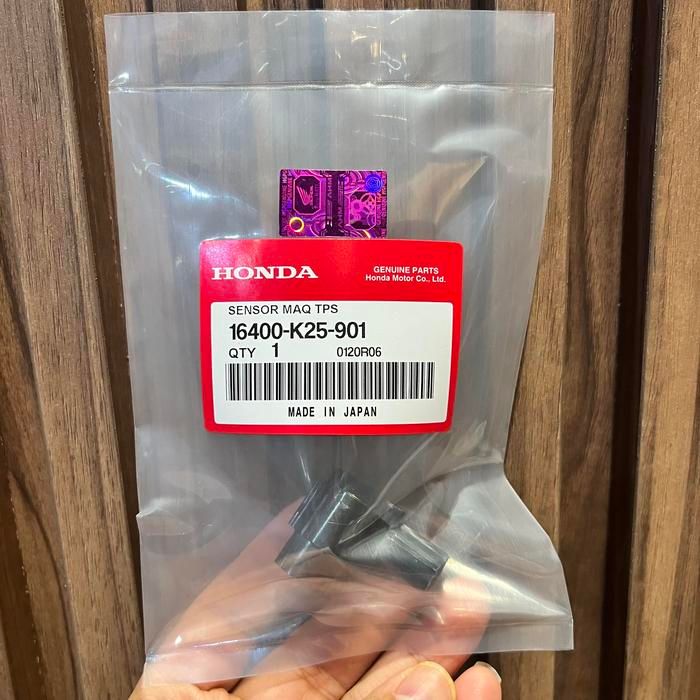 HONDA
GENUINE PARTS
Honda Motor Co., Ltd.
SENSOR MAQ TPS
16400-K25-901
QTY 1 0120R06
MADE IN JAPAN
AHM